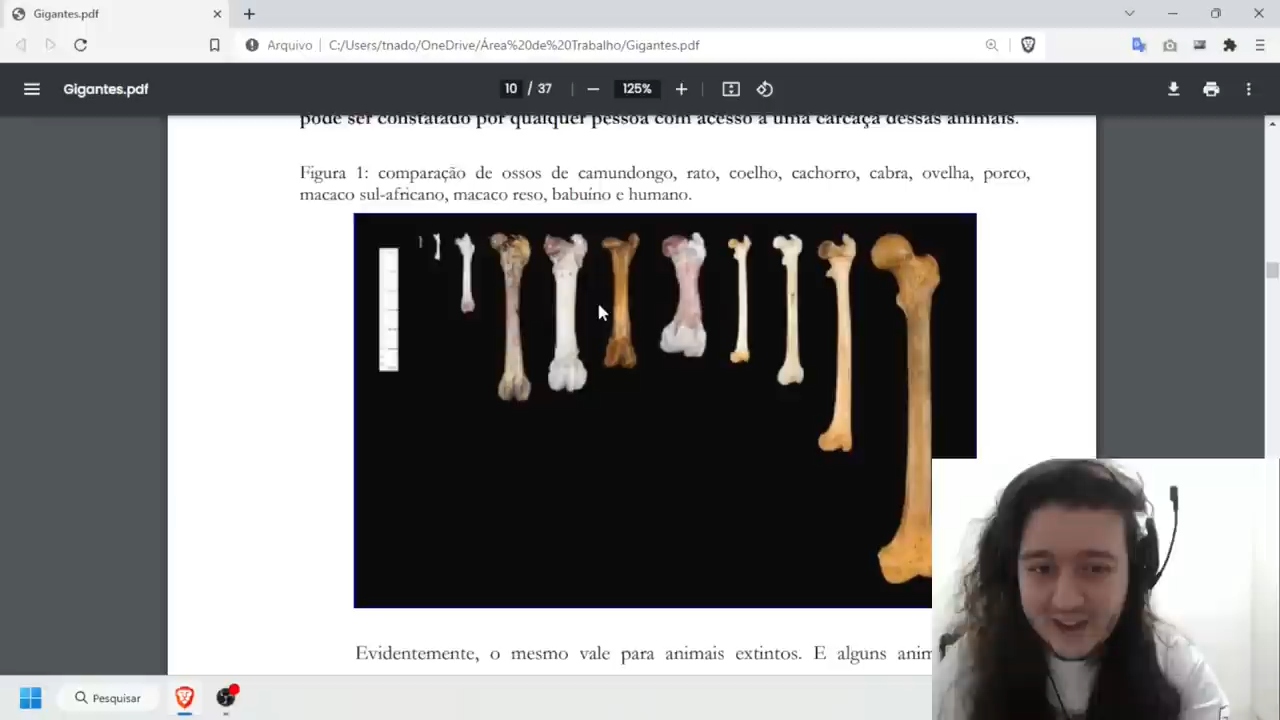 Gigantes.pdf
Arquivo
C:/Users/tnado/OneDrive/Área%20de%20Trabalho/Gigantes.pdf
Gigantes.pdf
10 / 37
125%
pode ser constatado por qualquer pessoa com acesso a uma carcaça dessas animais.
Figura 1: comparação de ossos de camundongo, rato, coelho, cachorro, cabra, ovelha, porco,
macaco sul-africano, macaco reso, babuíno e humano.
Evidentemente, o mesmo vale para animais extintos. E alguns anim
Pesquisar